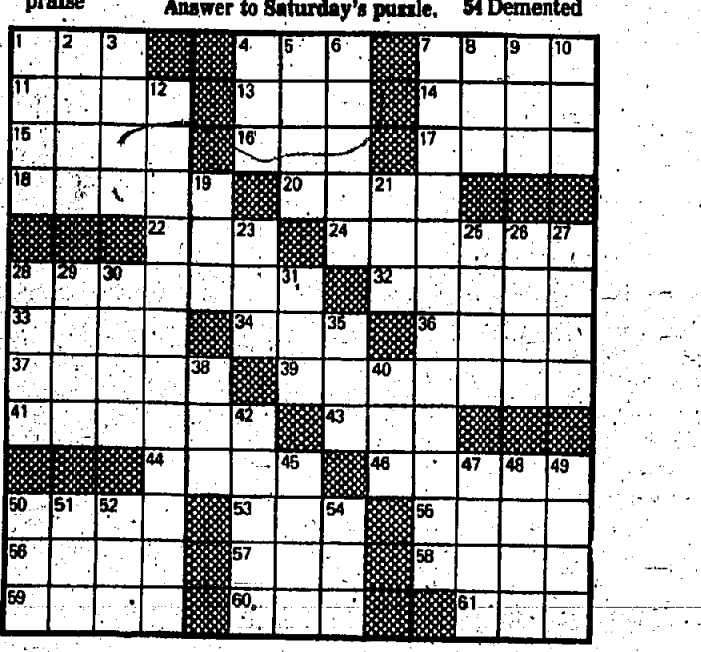 praise
Answer to Saturday's puzzle. 54 Demented
1 2 3 4 5 6 7 8 9 10
11 12 13 14
15 16 17
18 19 20 21
22 23 24 25 26 27
28 29 30 31 32
33 34 35 36
37 38 39 40
41 42 43
44 45 46 47 48 49
50 51 52 53 54 55
56 57 58
59 60 61